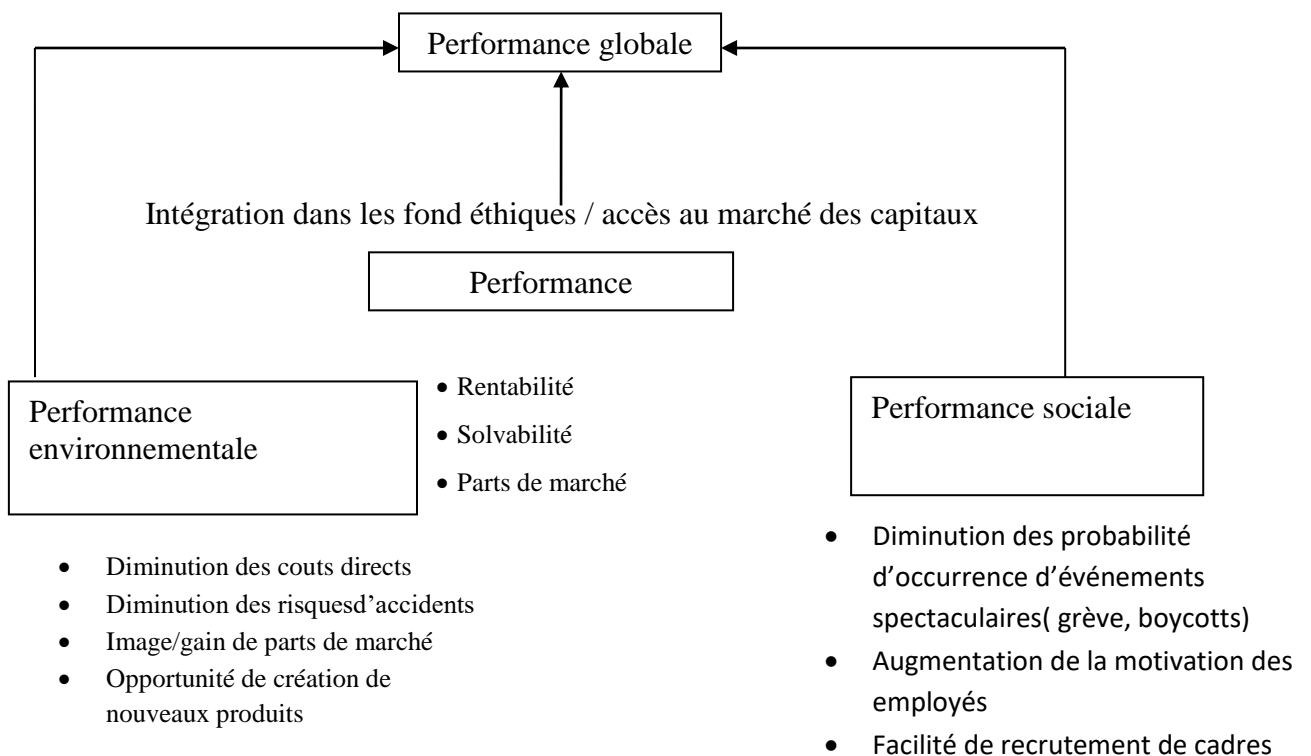 Performance globale
Intégration dans les fond éthiques / accès au marché des capitaux
Performance
Performance
environnementale
• Rentabilité
• Solvabilité
• Parts de marché
Performance sociale
• Diminution des couts directs
• Diminution des risquesd’accidents
• Image/gain de parts de marché
• Opportunité de création de
nouveaux produits
• Diminution des probabilité
d’occurrence d’événements
spectaculaires( grève, boycotts)
• Augmentation de la motivation des
employés
• Facilité de recrutement de cadres